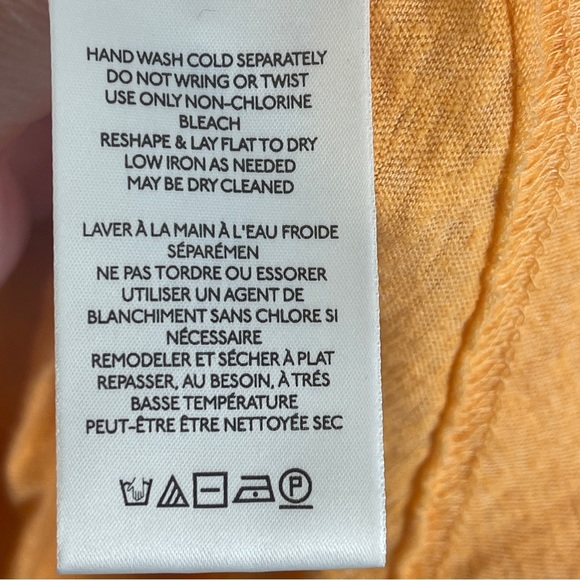 HAND WASH COLD SEPARATELY
DO NOT WRING OR TWIST
USE ONLY NON-CHLORINE
BLEACH
RESHAPE & LAY FLAT TO DRY
LOW IRON AS NEEDED
MAY BE DRY CLEANED
LAVER À LA MAIN À L'EAU FROIDE
SÉPARÉMEN
NE PAS TORDRE OU ESSORER
UTILISER UN AGENT DE
BLANCHIMENT SANS CHLORE SI
NÉCESSAIRE
REMODELER ET SÉCHER À PLAT
REPASSER, AU BESOIN, À TRÉS
BASSE TEMPÉRATURE
PEUT-ÊTRE ÊTRE NETTOYÉE SEC
P